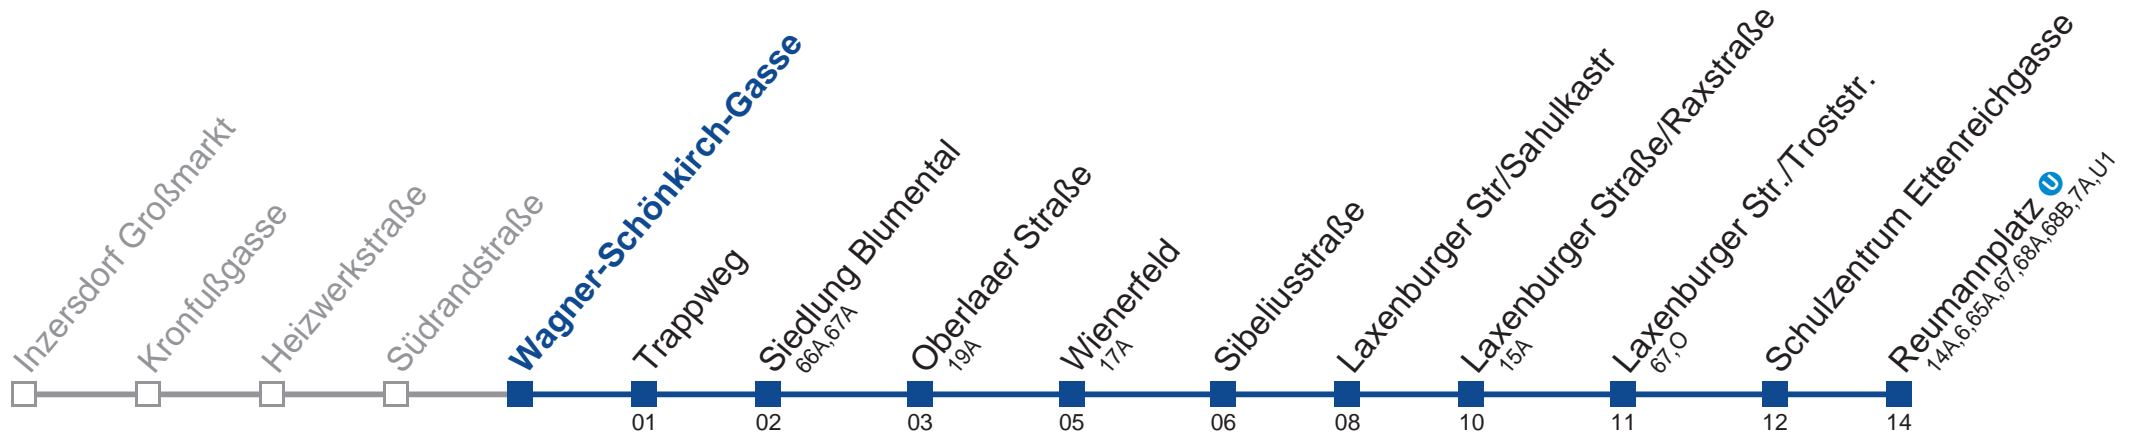 Inzersdorf Großmarkt
Kronfußgasse
Heizwerkstraße
Südrandstraße
Wagner-Schönkirch-Gasse
Trappweg
01
Siedlung Blumental
66A,67A
02
Oberlaaer Straße
19A
03
Wienerfeld
17A
05
Sibeliusstraße
06
Laxenburger Str/Sahulkastr
08
Laxenburger Straße/Raxstraße
15A
10
Laxenburger Str./Troststr.
67,O
11
Schulzentrum Ettenreichgasse
12
Reumannplatz U
14A,6,65A,67,68A,68B,7A,U1
14